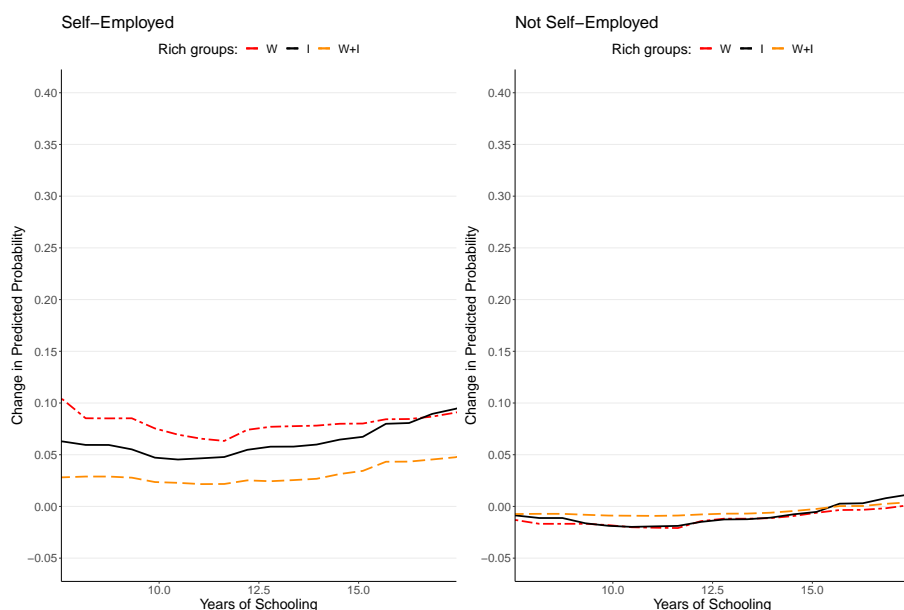 Self−Employed
Rich groups: W I W+I
Change in Predicted Probability
0.40
0.35
0.30
0.25
0.20
0.15
0.10
0.05
0.00
−0.05
10.0 12.5 15.0
Years of Schooling
Not Self−Employed
Rich groups: W I W+I
Change in Predicted Probability
0.40
0.35
0.30
0.25
0.20
0.15
0.10
0.05
0.00
−0.05
10.0 12.5 15.0
Years of Schooling